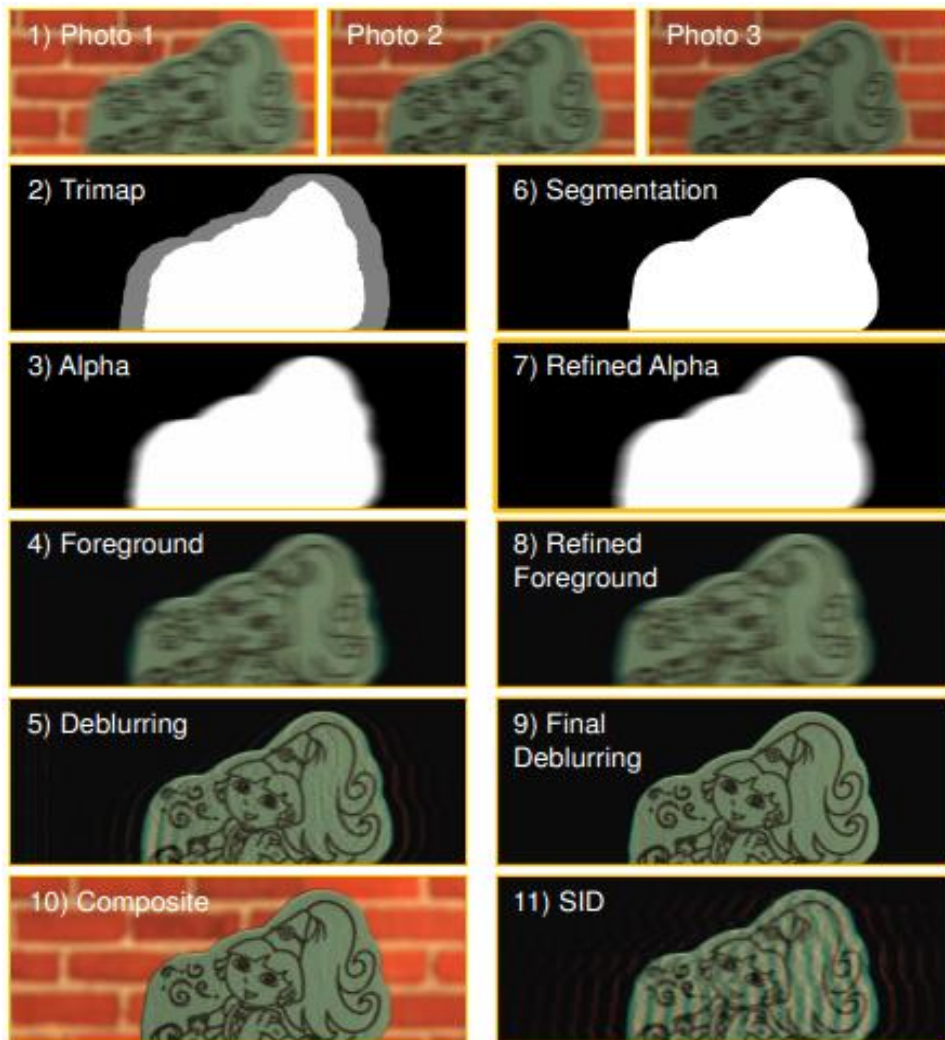 1) Photo 1
Photo 2
Photo 3
2) Trimap
6) Segmentation
3) Alpha
7) Refined Alpha
4) Foreground
8) Refined
Foreground
5) Deblurring
9) Final
Deblurring
10) Composite
11) SID